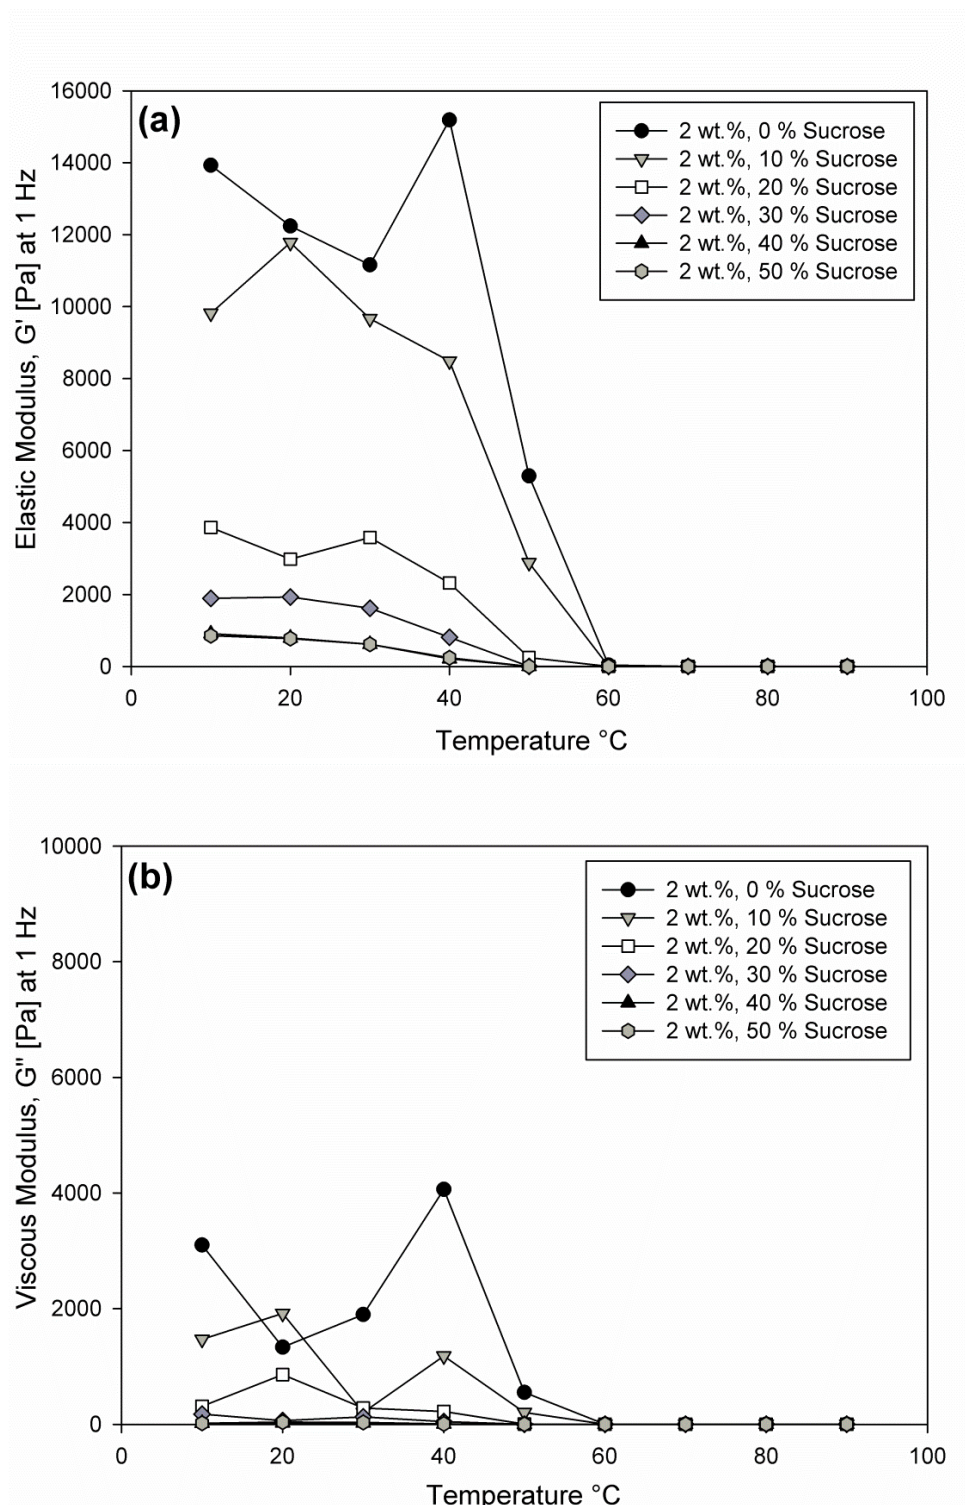 (a)
Elastic Modulus, G' [Pa] at 1 Hz
16000
14000
12000
10000
8000
6000
4000
2000
0
2 wt.%, 0 % Sucrose
2 wt.%, 10 % Sucrose
2 wt.%, 20 % Sucrose
2 wt.%, 30 % Sucrose
2 wt.%, 40 % Sucrose
2 wt.%, 50 % Sucrose
0 20 40 60 80 100
Temperature °C
(b)
Viscous Modulus, G'' [Pa] at 1 Hz
10000
8000
6000
4000
2000
0
2 wt.%, 0 % Sucrose
2 wt.%, 10 % Sucrose
2 wt.%, 20 % Sucrose
2 wt.%, 30 % Sucrose
2 wt.%, 40 % Sucrose
2 wt.%, 50 % Sucrose
0 20 40 60 80 100
Temperature °C